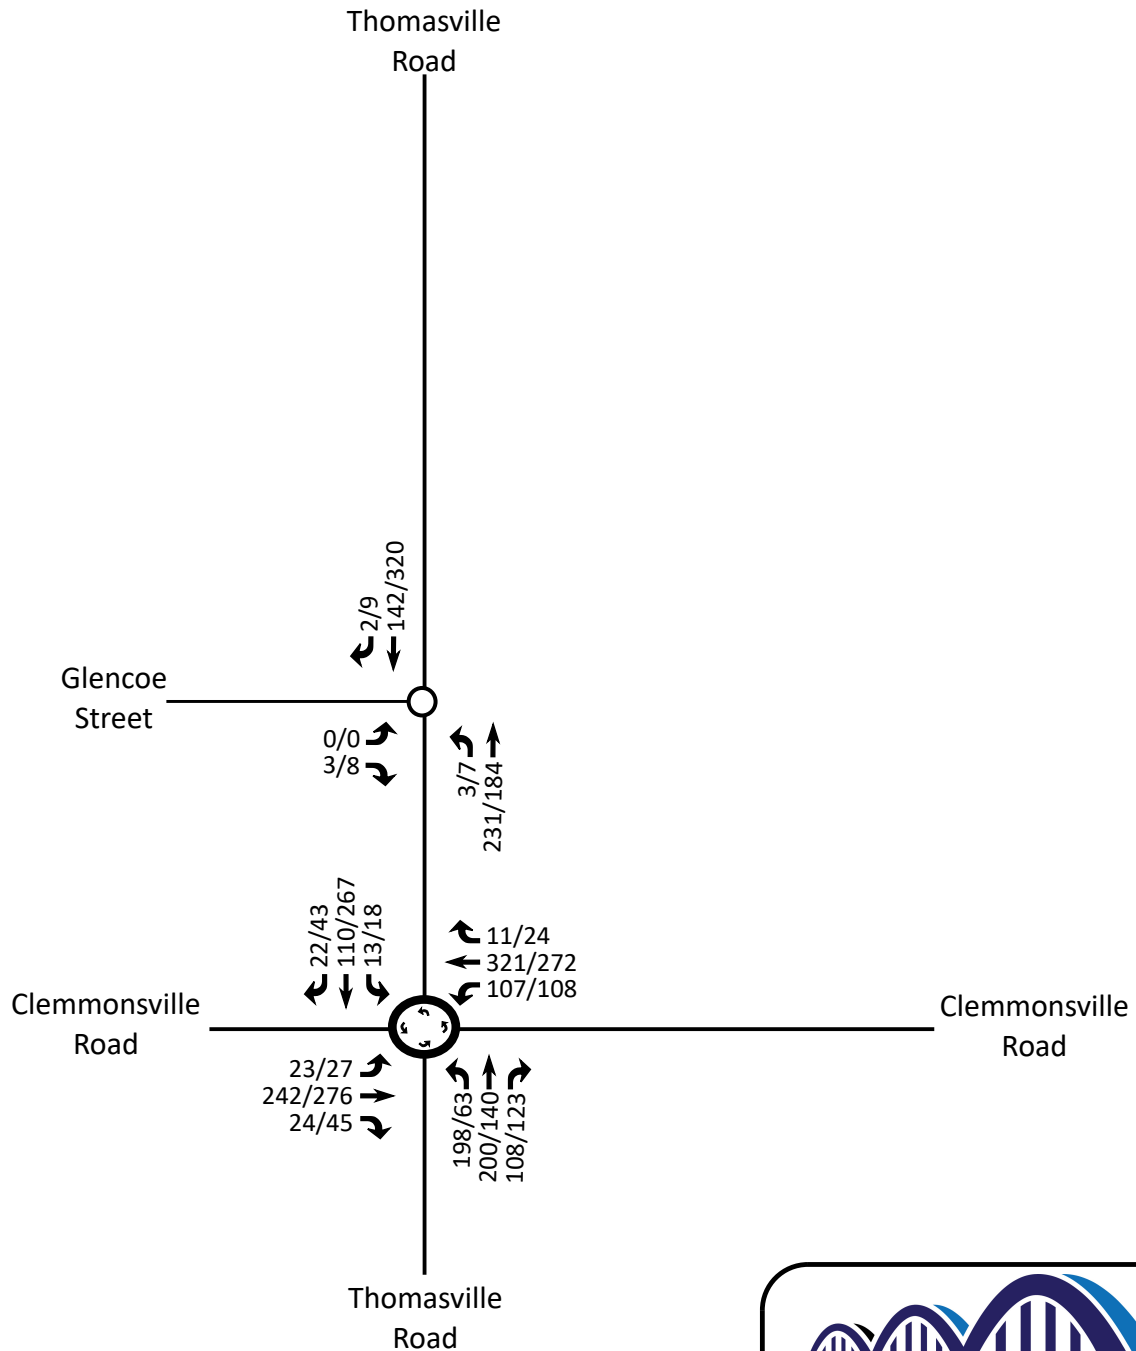 Thomasville
Road
2/9
142/320
Glencoe
Street
0/0
3/8
3/7
231/184
22/43
110/267
13/18
11/24
321/272
107/108
Clemmonsville
Road
Clemmonsville
Road
23/27
242/276
24/45
198/63
200/140
108/123
Thomasville
Road